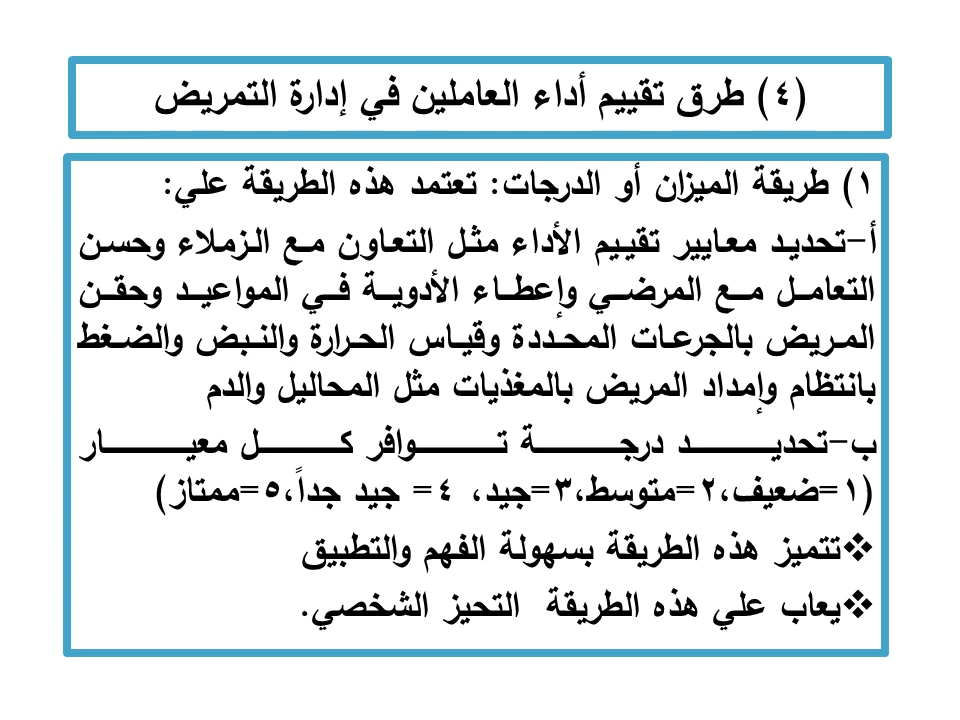 (٤) طرق تقييم أداء العاملين في إدارة التمريض
١) طريقة الميزان أو الدرجات: تعتمد هذه الطريقة علي:
أ-تحديد معايير تقييم الأداء مثل التعاون مع الزملاء وحسن
التعامل مع المرضي وإعطاء الأدوية في المواعيد وحقن
المريض بالجرعات المحددة وقياس الحرارة والنبض والضغط
بانتظام وإمداد المريض بالمغذيات مثل المحاليل والدم
ب-تحديد درجة توافر كل معيار
(١=ضعيف،٢=متوسط،٣=جيد، ٤= جيد جداً،٥=ممتاز)
❖تتميز هذه الطريقة بسهولة الفهم والتطبيق
❖يعاب علي هذه الطريقة التحيز الشخصي.